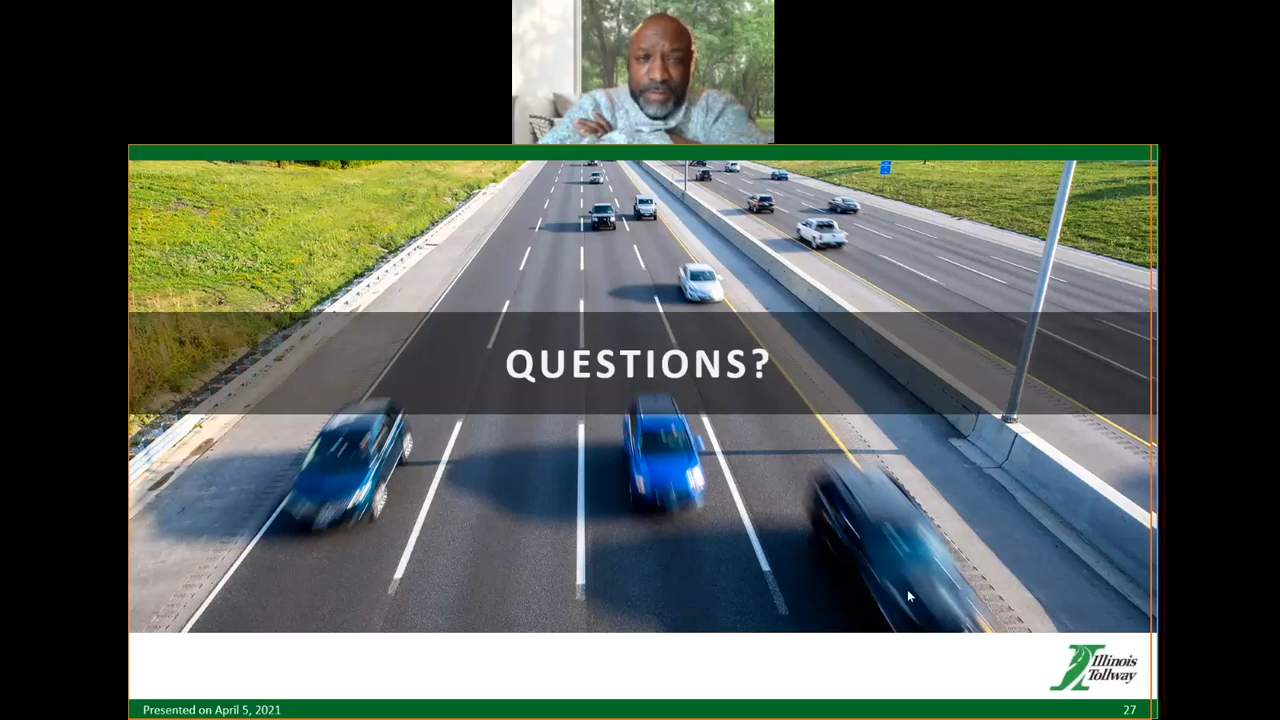 QUESTIONS?
Illinois
Tollway
Presented on April 5, 2021
27